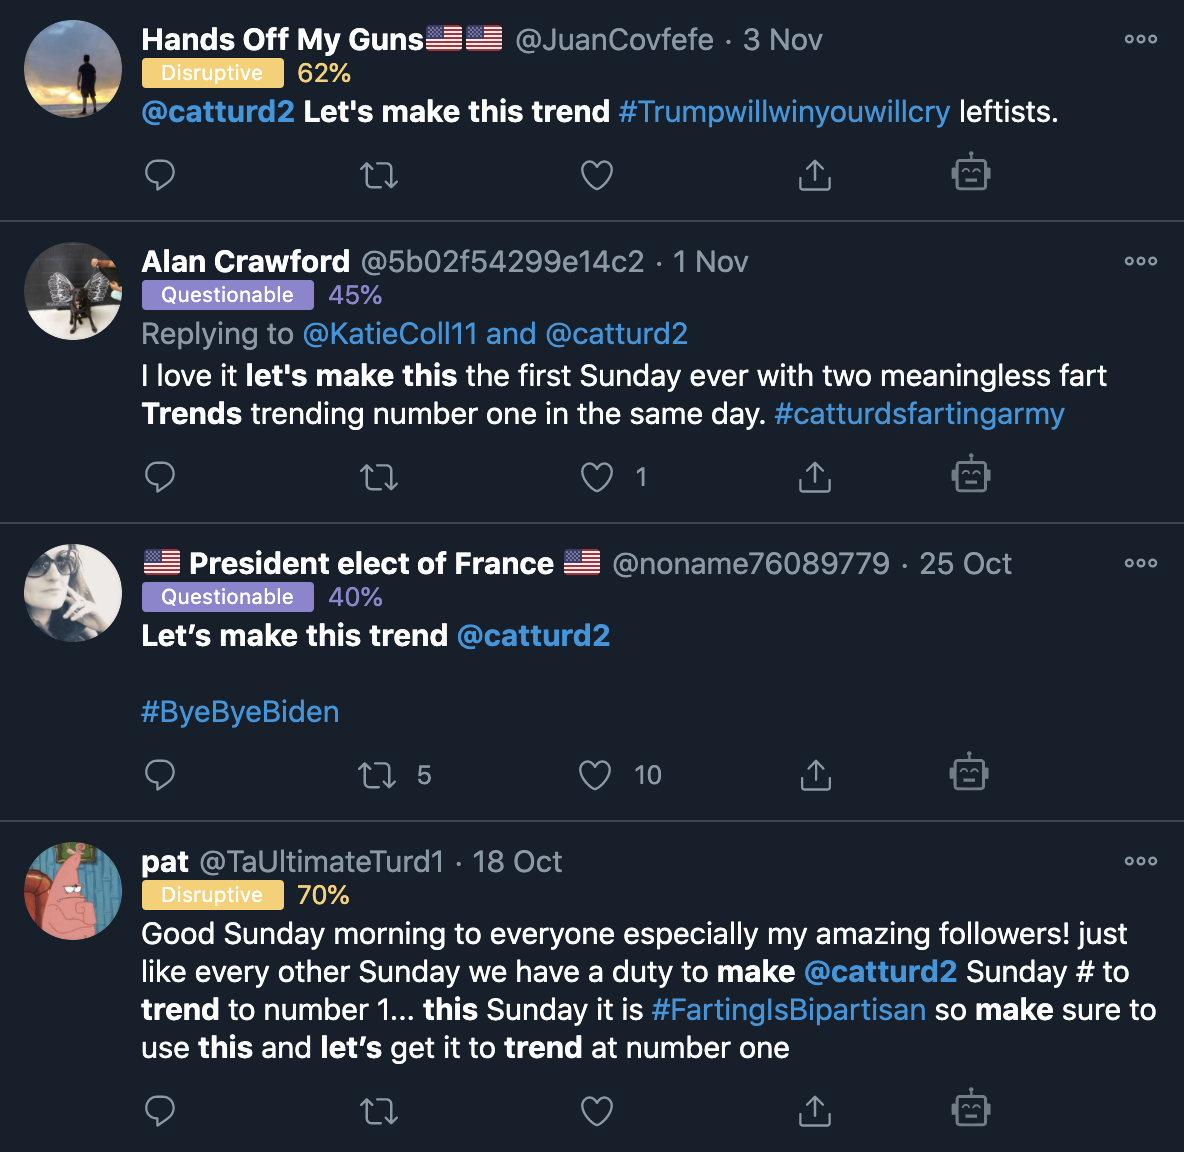 Hands Off My Guns🇺🇸🇺🇸 @JuanCovfefe · 3 Nov
Disruptive 62%
@catturd2 Let's make this trend #Trumpwillwinyouwillcry leftists.
Alan Crawford @5b02f54299e14c2 · 1 Nov
Questionable 45%
Replying to @KatieColl11 and @catturd2
I love it let's make this the first Sunday ever with two meaningless fart
Trends trending number one in the same day. #catturdsfartingarmy
1
🇺🇸 President elect of France 🇺🇸 @noname76089779 · 25 Oct
Questionable 40%
Let’s make this trend @catturd2
#ByeByeBiden
5 10
pat @TaUltimateTurd1 · 18 Oct
Disruptive 70%
Good Sunday morning to everyone especially my amazing followers! just
like every other Sunday we have a duty to make @catturd2 Sunday # to
trend to number 1... this Sunday it is #FartingIsBipartisan so make sure to
use this and let’s get it to trend at number one